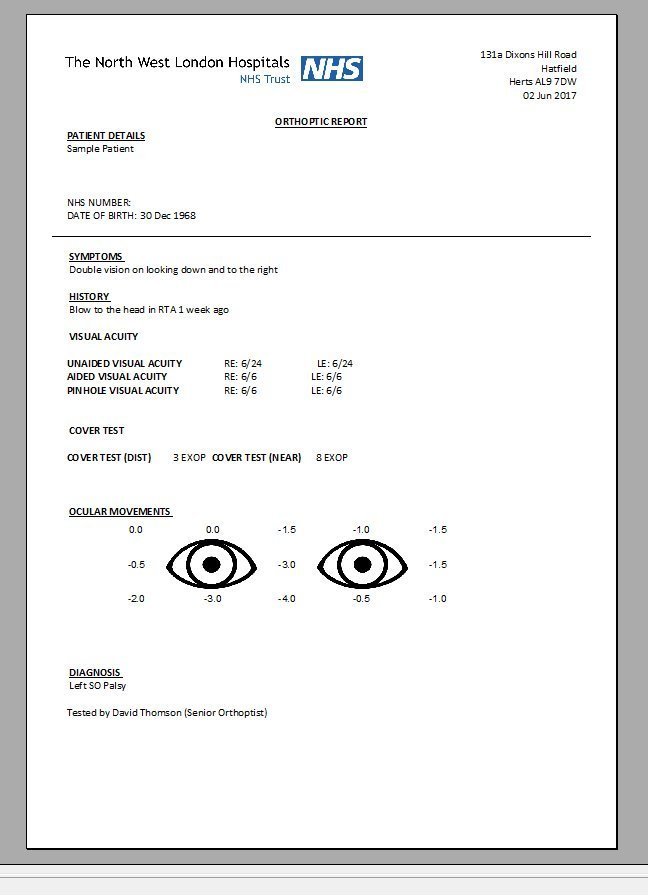 The North West London Hospitals
NHS Trust
NHS
131a Dixons Hill Road
Hatfield
Herts AL9 7DW
02 Jun 2017
ORTHOPTIC REPORT
PATIENT DETAILS
Sample Patient
NHS NUMBER:
DATE OF BIRTH: 30 Dec 1968
SYMPTOMS
Double vision on looking down and to the right
HISTORY
Blow to the head in RTA 1 week ago
VISUAL ACUITY
UNAIDED VISUAL ACUITY RE: 6/24 LE: 6/24
AIDED VISUAL ACUITY RE: 6/6 LE: 6/6
PINHOLE VISUAL ACUITY RE: 6/6 LE: 6/6
COVER TEST
COVER TEST (DIST) 3 EXOP COVER TEST (NEAR) 8 EXOP
OCULAR MOVEMENTS
0.0 0.0 -1.5 -1.0 -1.5
-0.5 -3.0 -1.5
-2.0 -3.0 -4.0 -0.5 -1.0
DIAGNOSIS
Left SO Palsy
Tested by David Thomson (Senior Orthoptist)